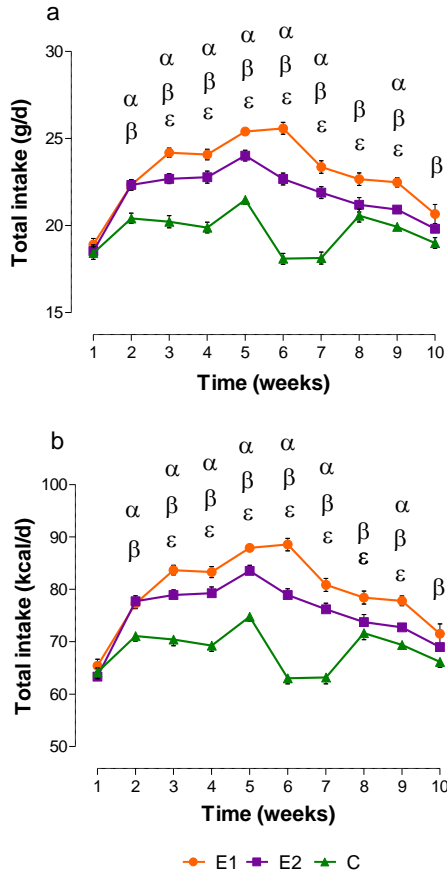 a
Total intake (g/d)
30
25
20
15
α β
α β ε
α β ε
α β ε
α β ε
α β ε
β ε
α β ε
β
1 2 3 4 5 6 7 8 9 10
Time (weeks)
b
Total intake (kcal/d)
100
90
80
70
60
50
α β
α β ε
α β ε
α β ε
α β ε
α β ε
β ε
α β ε
β
1 2 3 4 5 6 7 8 9 10
Time (weeks)
E1 E2 C